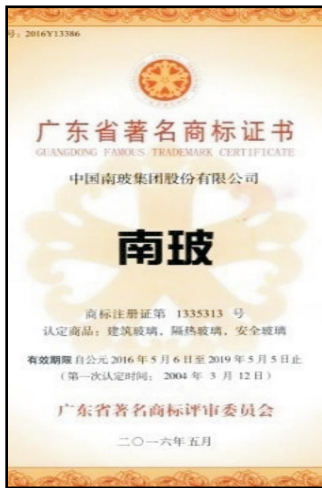 号：2016Y13386
广东省著名商标证书
GUANGDONG FAMOUS TRADEMARK CERTIFICATE
中国南玻集团股份有限公司
南玻
商标注册证第 1335313 号
认定商品：建筑玻璃，隔热玻璃，安全玻璃
有效期限自公元 2016 年 5 月 6 日至 2019 年 5 月 5 日止
（第一次认定时间： 2004 年 3 月 12 日）
广东省著名商标评审委员会
二〇一六年五月